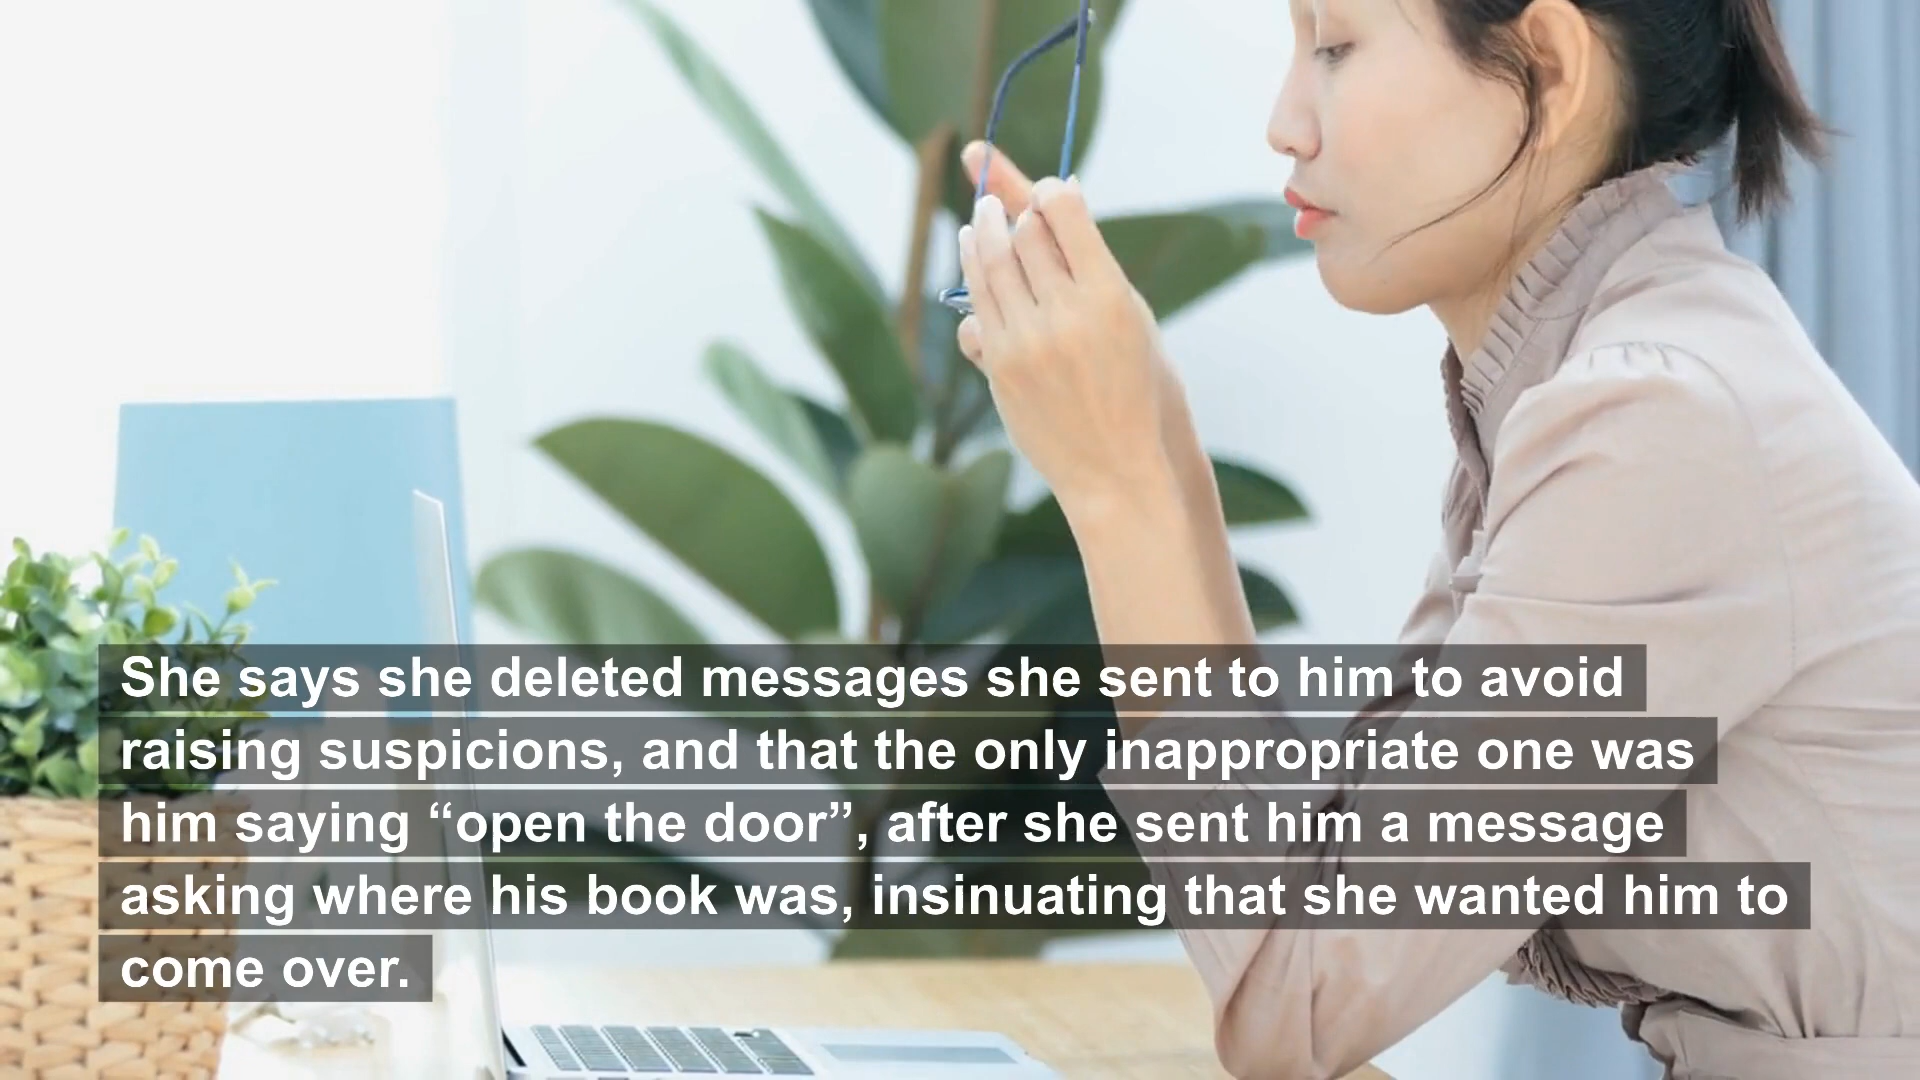 She says she deleted messages she sent to him to avoid
raising suspicions, and that the only inappropriate one was
him saying “open the door”, after she sent him a message
asking where his book was, insinuating that she wanted him to
come over.